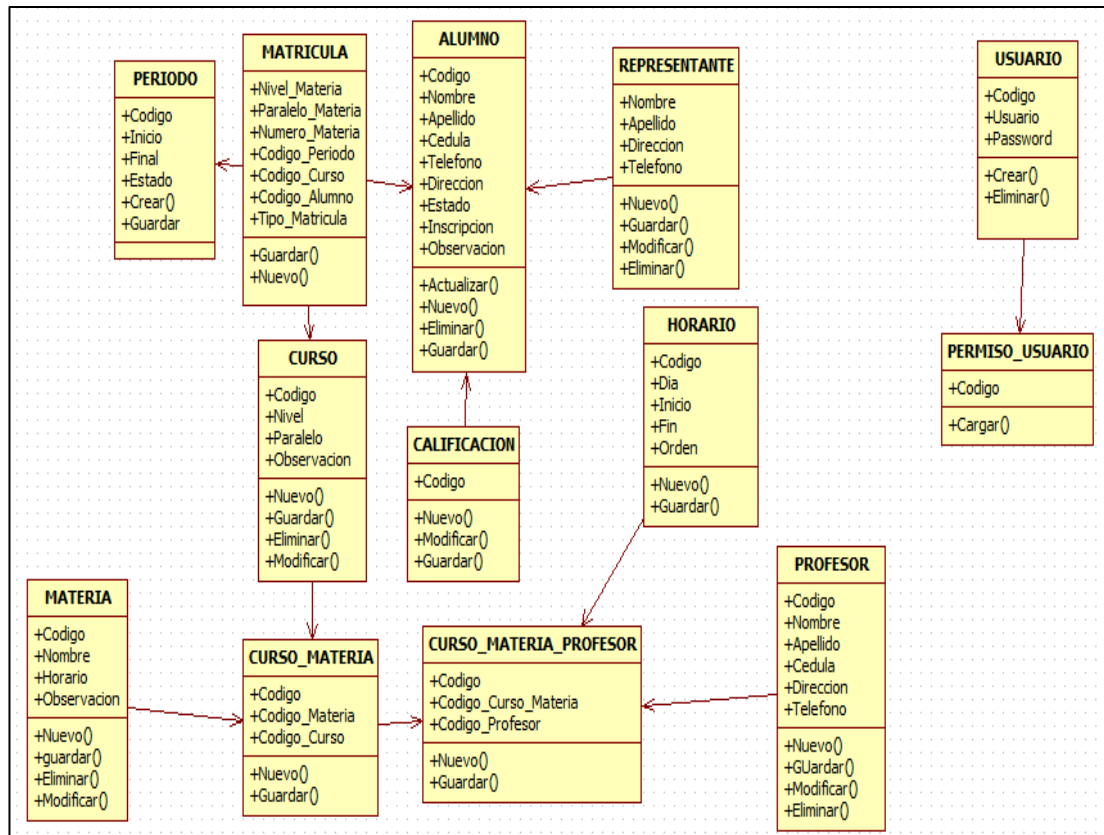 PERIODO
+Codigo
+Inicio
+Final
+Estado
+Crear()
+Guardar
MATRICULA
+Nivel_Materia
+Paralelo_Materia
+Numero_Materia
+Codigo_Periodo
+Codigo_Curso
+Codigo_Alumno
+Tipo_Matricula
+Guardar()
+Nuevo()
ALUMNO
+Codigo
+Nombre
+Apellido
+Cedula
+Telefono
+Direccion
+Estado
+Inscripcion
+Observacion
+Actualizar()
+Nuevo()
+Eliminar()
+Guardar()
REPRESENTANTE
+Nombre
+Apellido
+Direccion
+Telefono
+Nuevo()
+Guardar()
+Modificar()
+Eliminar()
USUARIO
+Codigo
+Usuario
+Password
+Crear()
+Eliminar()
CURSO
+Codigo
+Nivel
+Paralelo
+Observacion
+Nuevo()
+Guardar()
+Eliminar()
+Modificar()
CALIFICACION
+Codigo
+Nuevo()
+Modificar()
+Guardar()
HORARIO
+Codigo
+Dia
+Inicio
+Fin
+Orden
+Nuevo()
+Guardar()
PERMISO_USUARIO
+Codigo
+Cargar()
MATERIA
+Codigo
+Nombre
+Horario
+Observacion
+Nuevo()
+guardar()
+Eliminar()
+Modificar()
CURSO_MATERIA
+Codigo
+Codigo_Materia
+Codigo_Curso
+Nuevo()
+Guardar()
CURSO_MATERIA_PROFESOR
+Codigo
+Codigo_Curso_Materia
+Codigo_Profesor
+Nuevo()
+Guardar()
PROFESOR
+Codigo
+Nombre
+Apellido
+Cedula
+Direccion
+Telefono
+Nuevo()
+GUardar()
+Modificar()
+Eliminar()